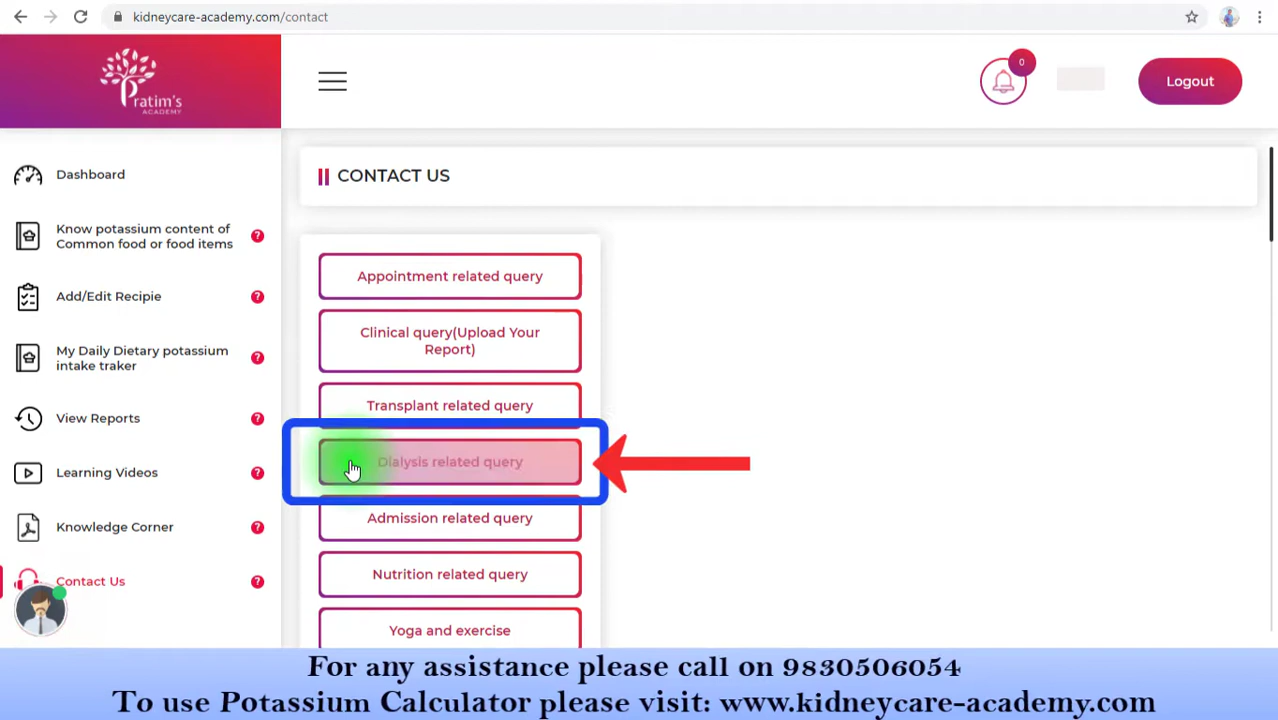 kidneycare-academy.com/contact
Pratim's
ACADEMY
0
Logout
Dashboard
Know potassium content of
Common food or food items
?
Add/Edit Recipie
?
My Daily Dietary potassium
intake traker
?
View Reports
?
Learning Videos
?
Knowledge Corner
?
Contact Us
?
CONTACT US
Appointment related query
Clinical query(Upload Your
Report)
Transplant related query
Dialysis related query
Admission related query
Nutrition related query
Yoga and exercise
For any assistance please call on 9830506054
To use Potassium Calculator please visit: www.kidneycare-academy.com